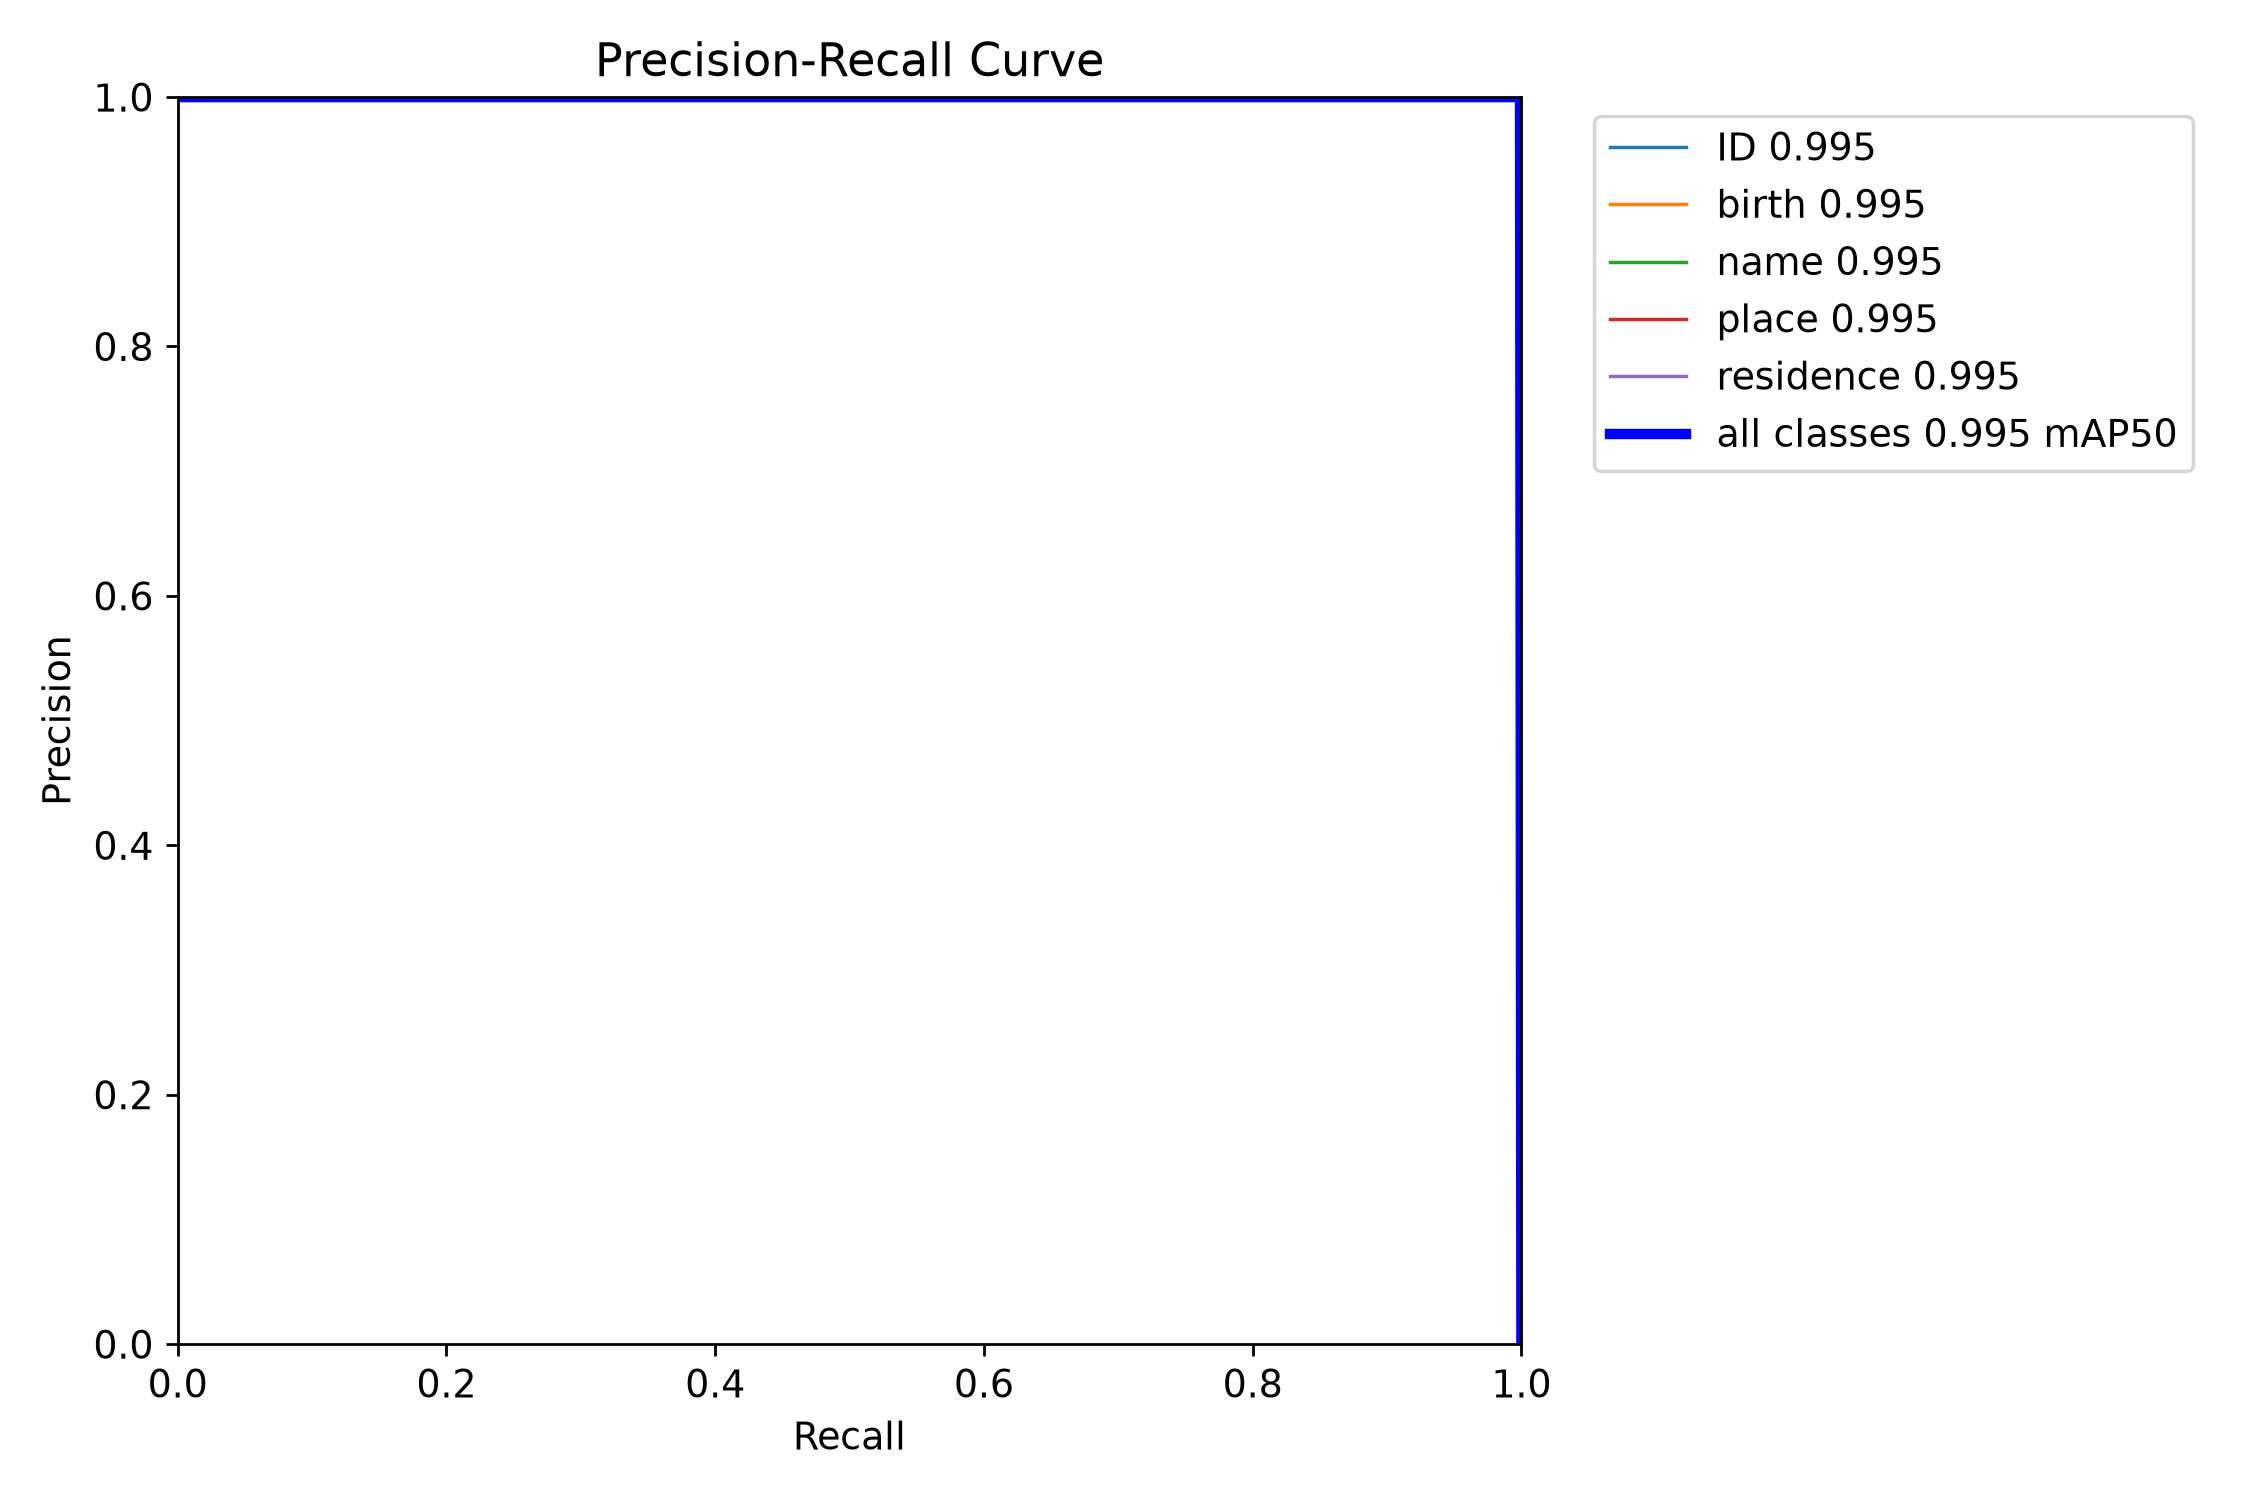 Precision-Recall Curve
1.0
0.8
0.6
0.4
0.2
0.0
Precision
0.0 0.2 0.4 0.6 0.8 1.0
Recall
ID 0.995
birth 0.995
name 0.995
place 0.995
residence 0.995
all classes 0.995 mAP50